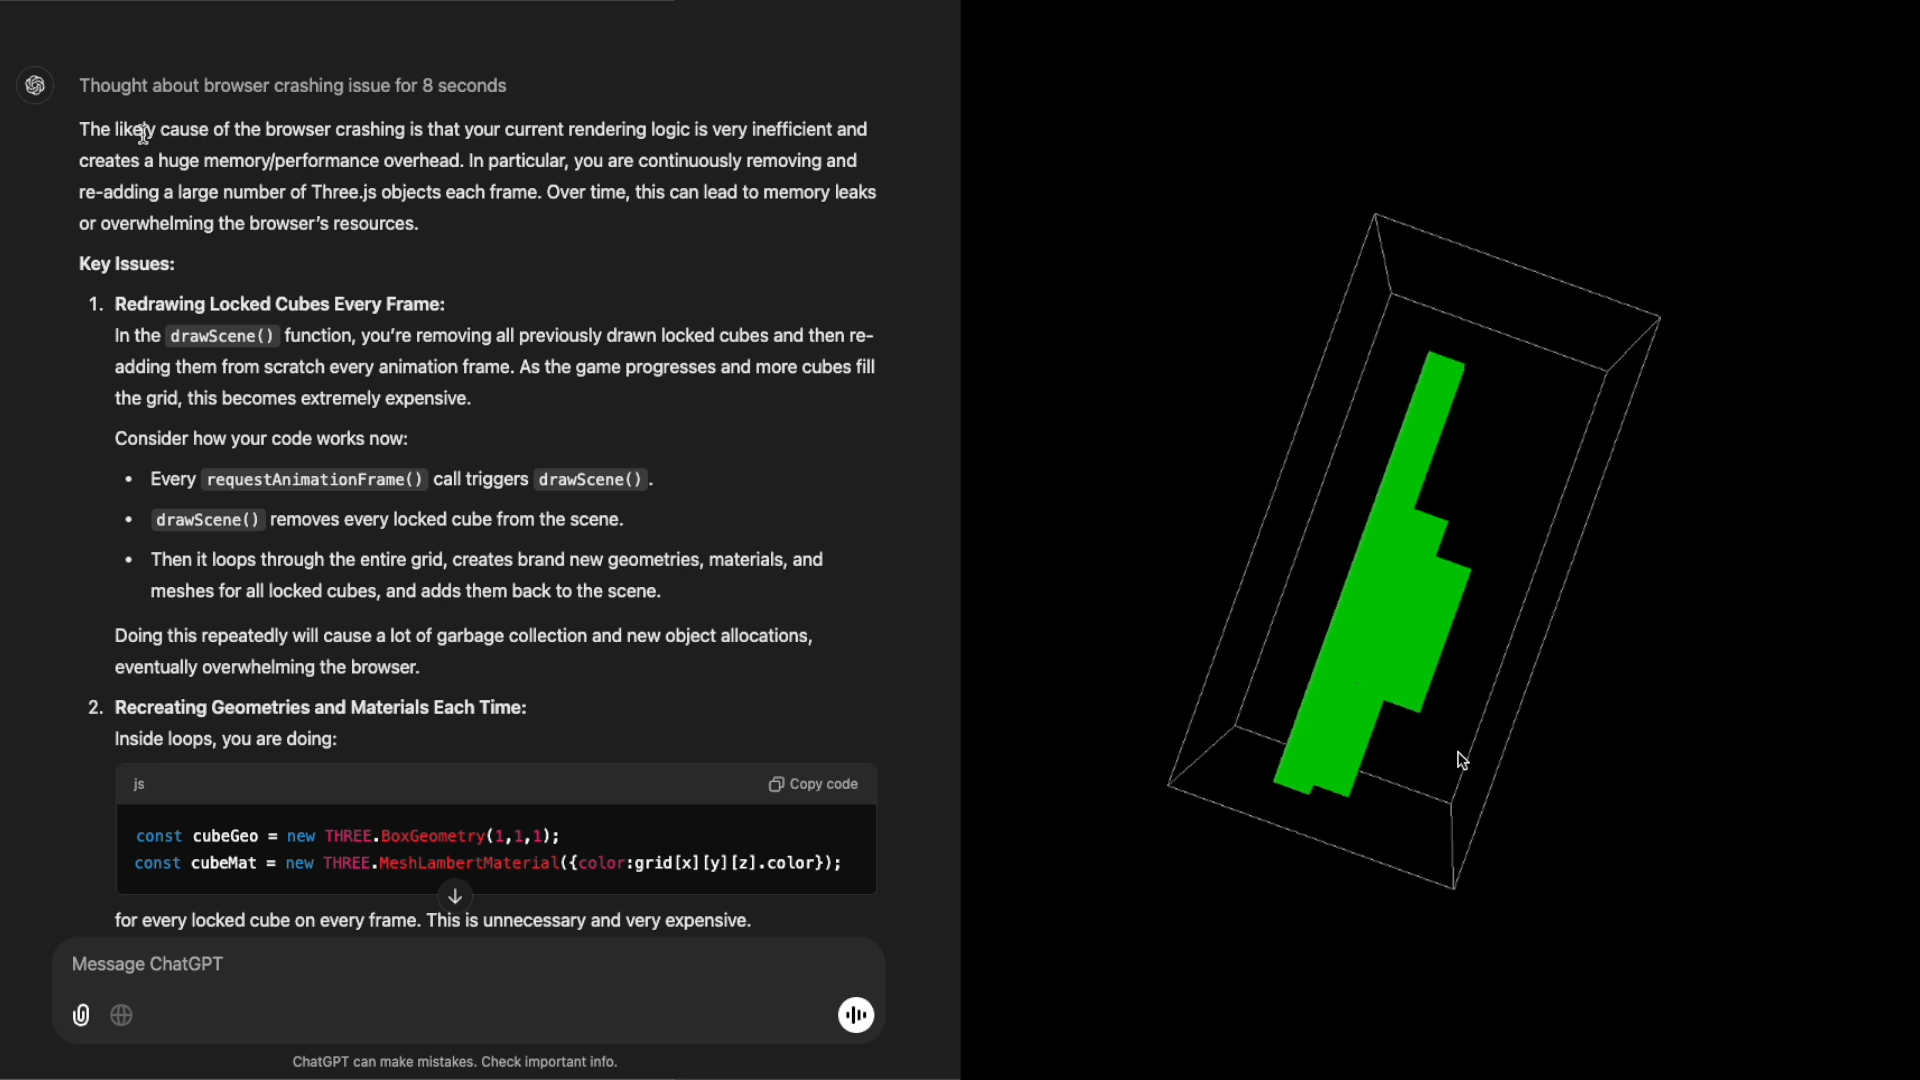 Thought about browser crashing issue for 8 seconds
The likely cause of the browser crashing is that your current rendering logic is very inefficient and
creates a huge memory/performance overhead. In particular, you are continuously removing and
re-adding a large number of Three.js objects each frame. Over time, this can lead to memory leaks
or overwhelming the browser’s resources.
Key Issues:
1. Redrawing Locked Cubes Every Frame:
In the drawScene() function, you’re removing all previously drawn locked cubes and then re-
adding them from scratch every animation frame. As the game progresses and more cubes fill
the grid, this becomes extremely expensive.
Consider how your code works now:
• Every requestAnimationFrame() call triggers drawScene().
• drawScene() removes every locked cube from the scene.
• Then it loops through the entire grid, creates brand new geometries, materials, and
meshes for all locked cubes, and adds them back to the scene.
Doing this repeatedly will cause a lot of garbage collection and new object allocations,
eventually overwhelming the browser.
2. Recreating Geometries and Materials Each Time:
Inside loops, you are doing:
js Copy code
const cubeGeo = new THREE.BoxGeometry(1,1,1);
const cubeMat = new THREE.MeshLambertMaterial({color:grid[x][y][z].color});
for every locked cube on every frame. This is unnecessary and very expensive.
Message ChatGPT
ChatGPT can make mistakes. Check important info.